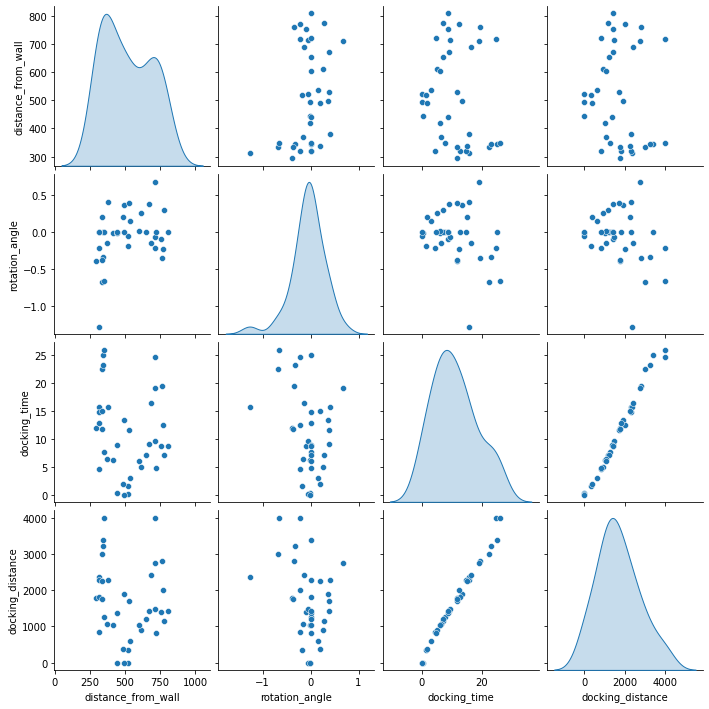 800
700
600
500
400
300
distance_from_wall
0.5
0.0
−0.5
−1.0
rotation_angle
25
20
15
10
5
0
docking_time
4000
3000
2000
1000
0
docking_distance
0 250 500 750 1000
−1 0 1
0 20
0 2000 4000
distance_from_wall rotation_angle docking_time docking_distance